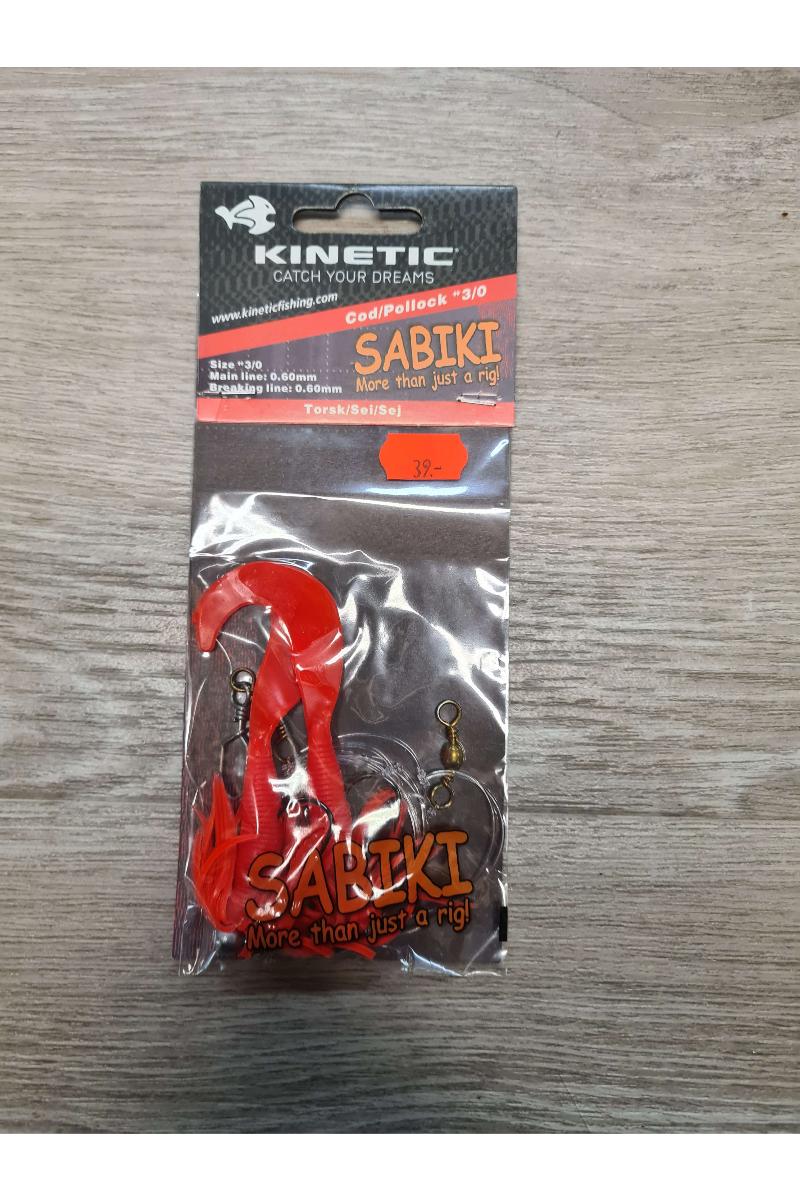 KINETIC
CATCH YOUR DREAMS
www.kineticfishing.com
Cod/Pollock "3/0
SABIKI
More than just a rig!
Size "3/0
Main line: 0.60mm
Breaking line: 0.60mm
Torsk/Sei/Sej
39.-
SABIKI
More than just a rig!